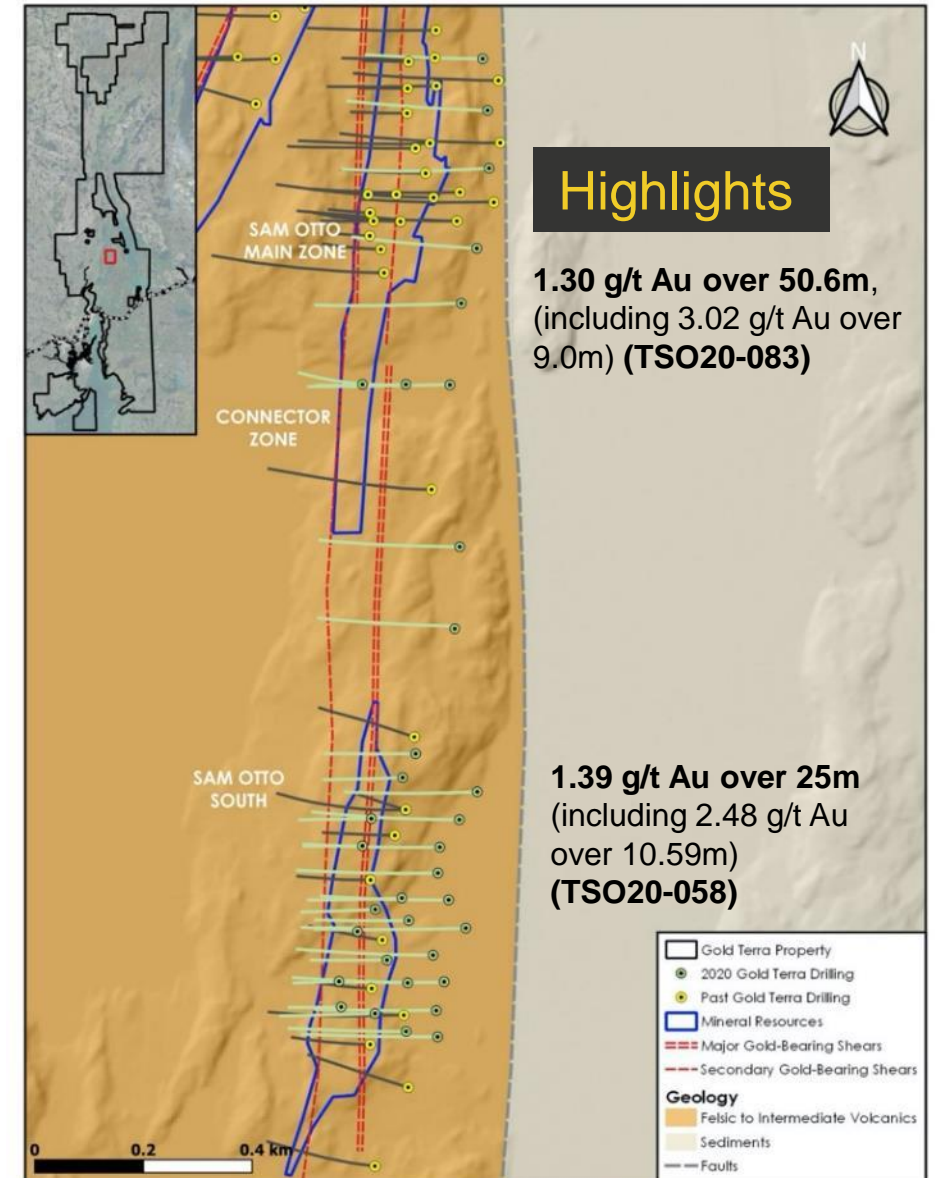 N
Highlights
SAM OTTO
MAIN ZONE
1.30 g/t Au over 50.6m,
(including 3.02 g/t Au over
9.0m) (TSO20-083)
CONNECTOR
ZONE
SAM OTTO
SOUTH
1.39 g/t Au over 25m
(including 2.48 g/t Au
over 10.59m)
(TSO20-058)
Gold Terra Property
2020 Gold Terra Drilling
Past Gold Terra Drilling
Mineral Resources
Major Gold-Bearing Shears
Secondary Gold-Bearing Shears
Geology
Felsic to Intermediate Volcanics
Sediments
Faults
0 0.2 0.4 km